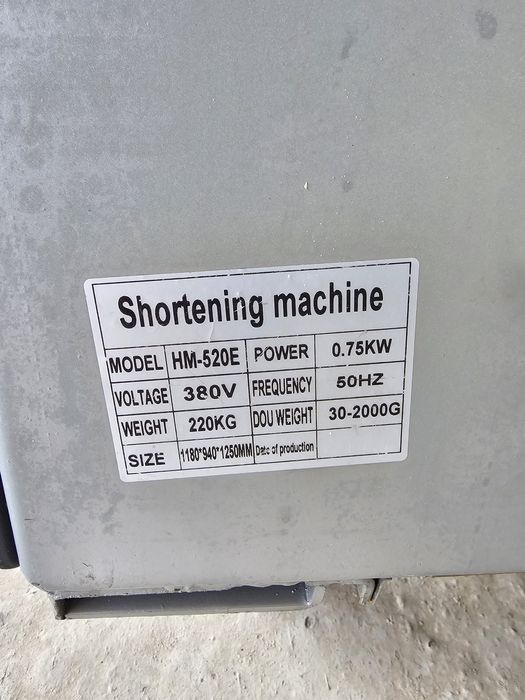 Shortening machine
MODEL HM-520E POWER 0.75KW
VOLTAGE 380V FREQUENCY 50HZ
WEIGHT 220KG DOU WEIGHT 30-2000G
SIZE 1180*940*1250MM Date of production